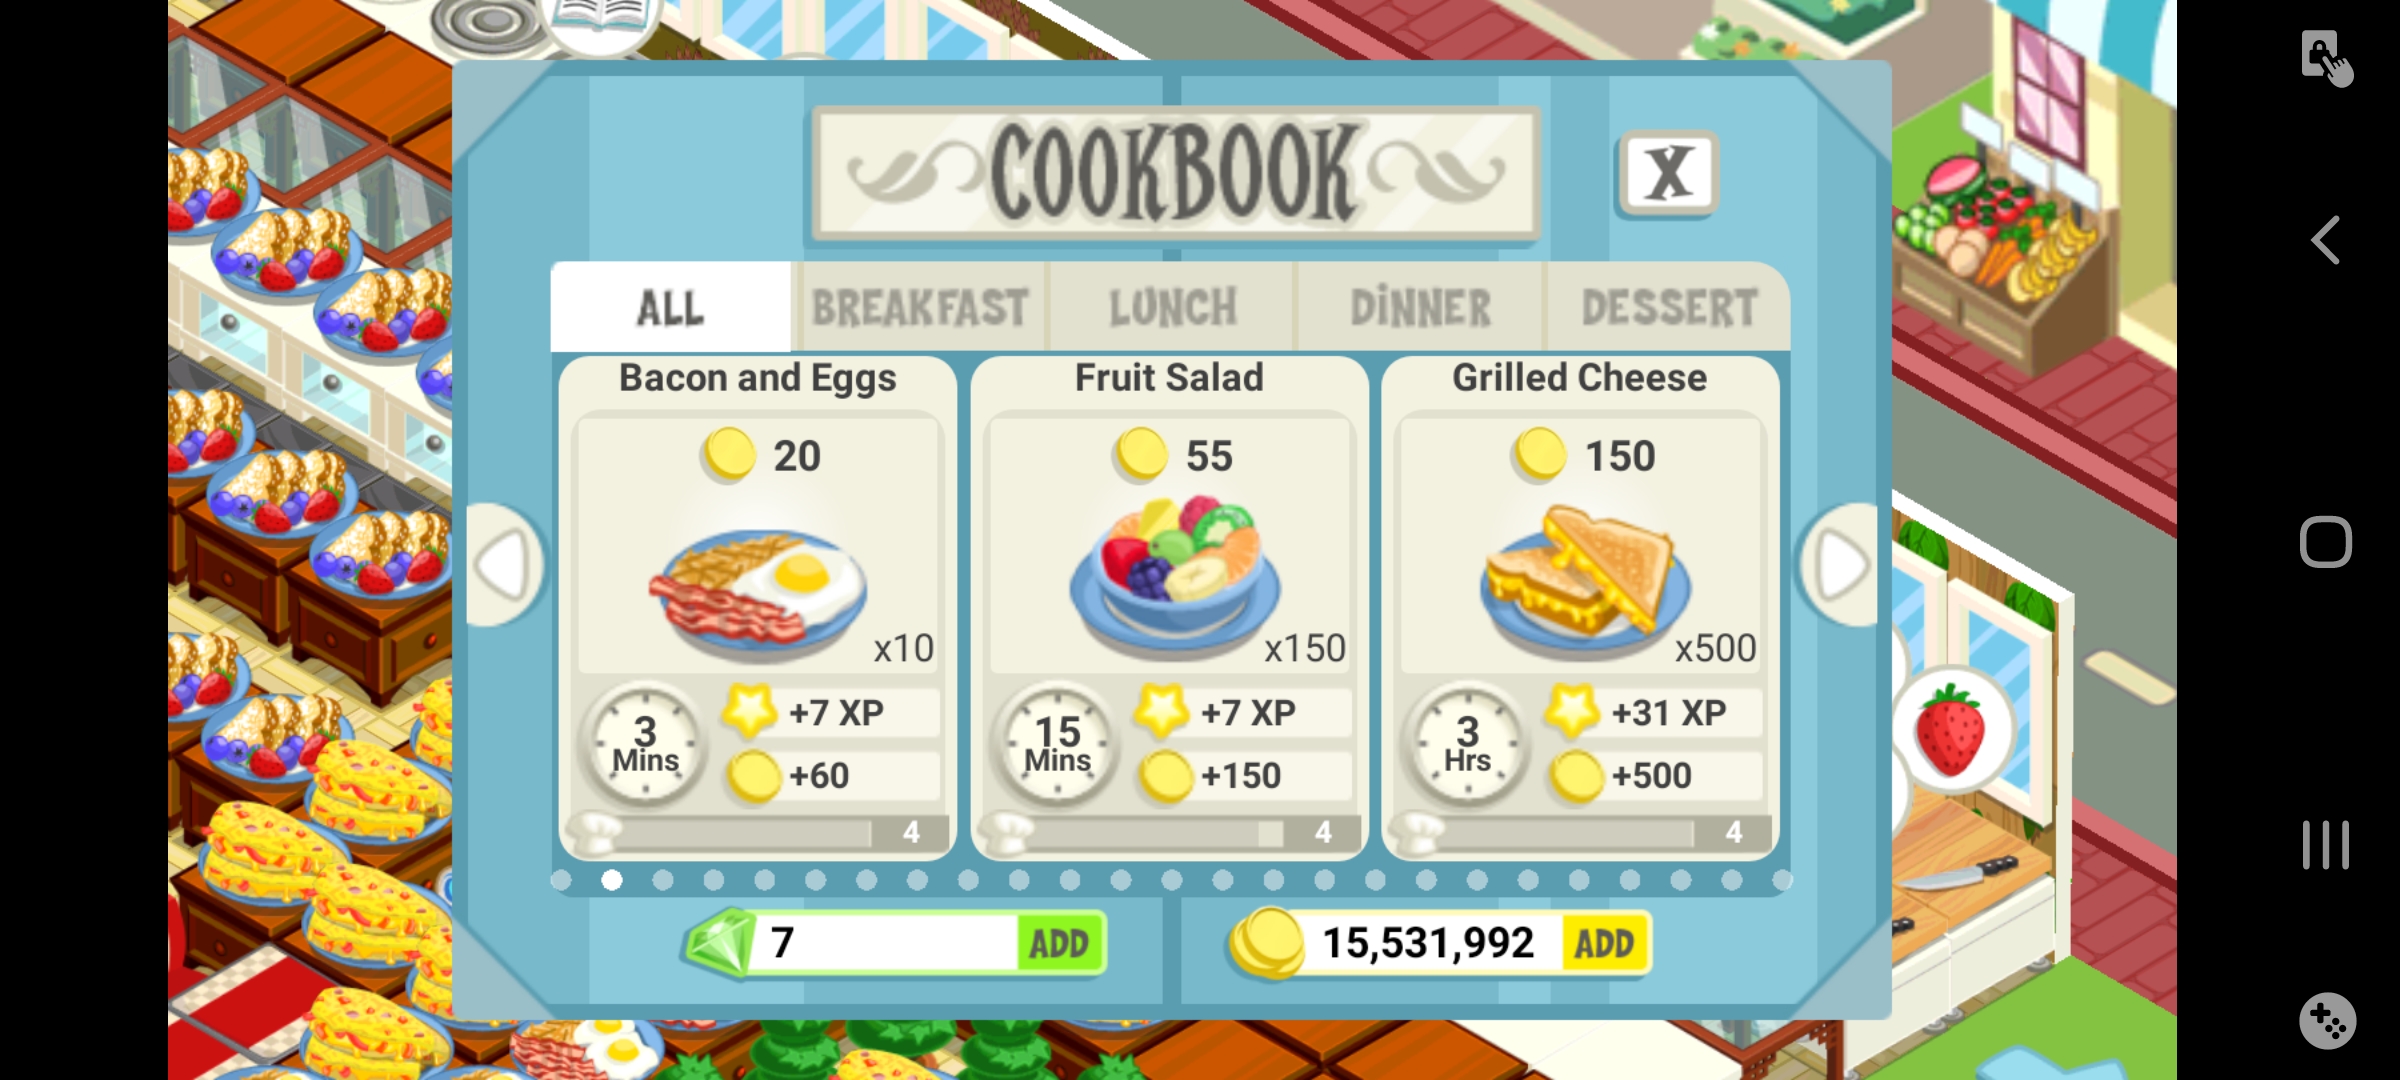 COOKBOOK
X
ALL BREAKFAST LUNCH DINNER DESSERT
Bacon and Eggs
20
x10
3 Mins
+7 XP
+60
4
Fruit Salad
55
x150
15 Mins
+7 XP
+150
4
Grilled Cheese
150
x500
3 Hrs
+31 XP
+500
4
7 ADD
15,531,992 ADD